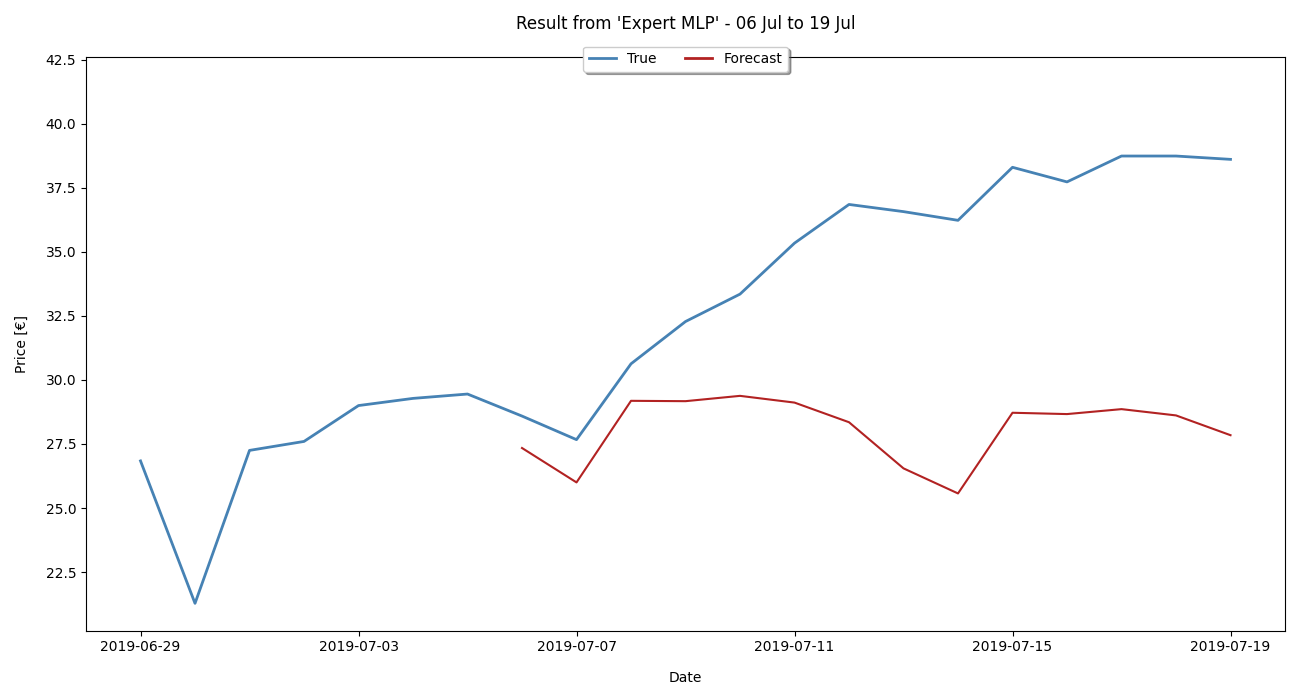 Result from 'Expert MLP' - 06 Jul to 19 Jul
True Forecast
42.5
40.0
37.5
35.0
32.5
30.0
27.5
25.0
22.5
Price [€]
2019-06-29 2019-07-03 2019-07-07 2019-07-11 2019-07-15 2019-07-19
Date